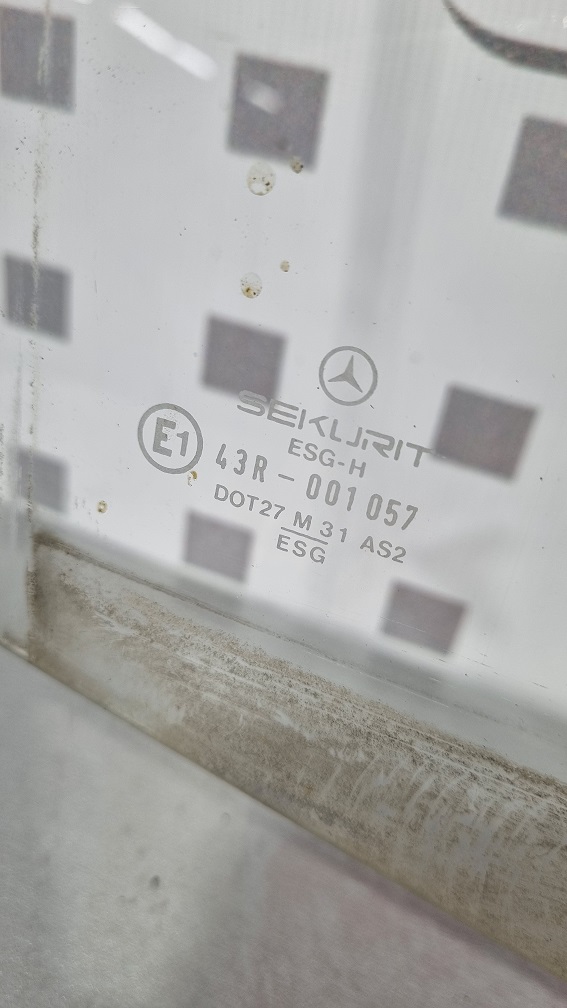 SEKURIT
ESG-H
E1
43R - 001057
DOT27 M 31 AS2
ESG